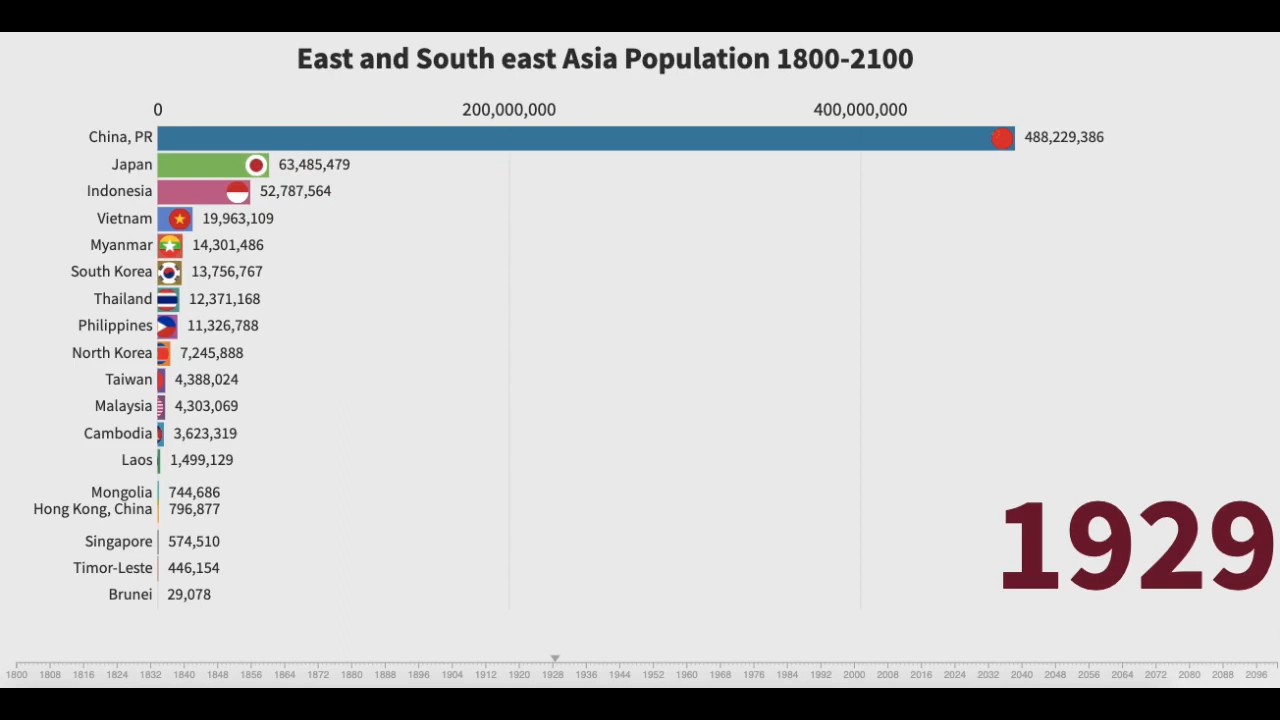 East and South east Asia Population 1800-2100
0 200,000,000 400,000,000
China, PR 488,229,386
Japan 63,485,479
Indonesia 52,787,564
Vietnam 19,963,109
Myanmar 14,301,486
South Korea 13,756,767
Thailand 12,371,168
Philippines 11,326,788
North Korea 7,245,888
Taiwan 4,388,024
Malaysia 4,303,069
Cambodia 3,623,319
Laos 1,499,129
Mongolia 744,686
Hong Kong, China 796,877
Singapore 574,510
Timor-Leste 446,154
Brunei 29,078
1929
1800 1808 1816 1824 1832 1840 1848 1856 1864 1872 1880 1888 1896 1904 1912 1920 1928 1936 1944 1952 1960 1968 1976 1984 1992 2000 2008 2016 2024 2032 2040 2048 2056 2064 2072 2080 2088 2096